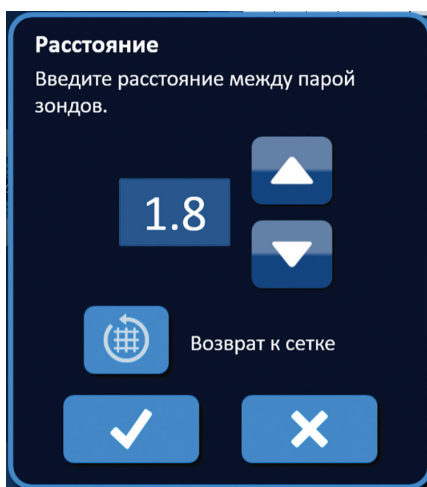 Расстояние
Введите расстояние между парой
зондов.
1.8
Возврат к сетке